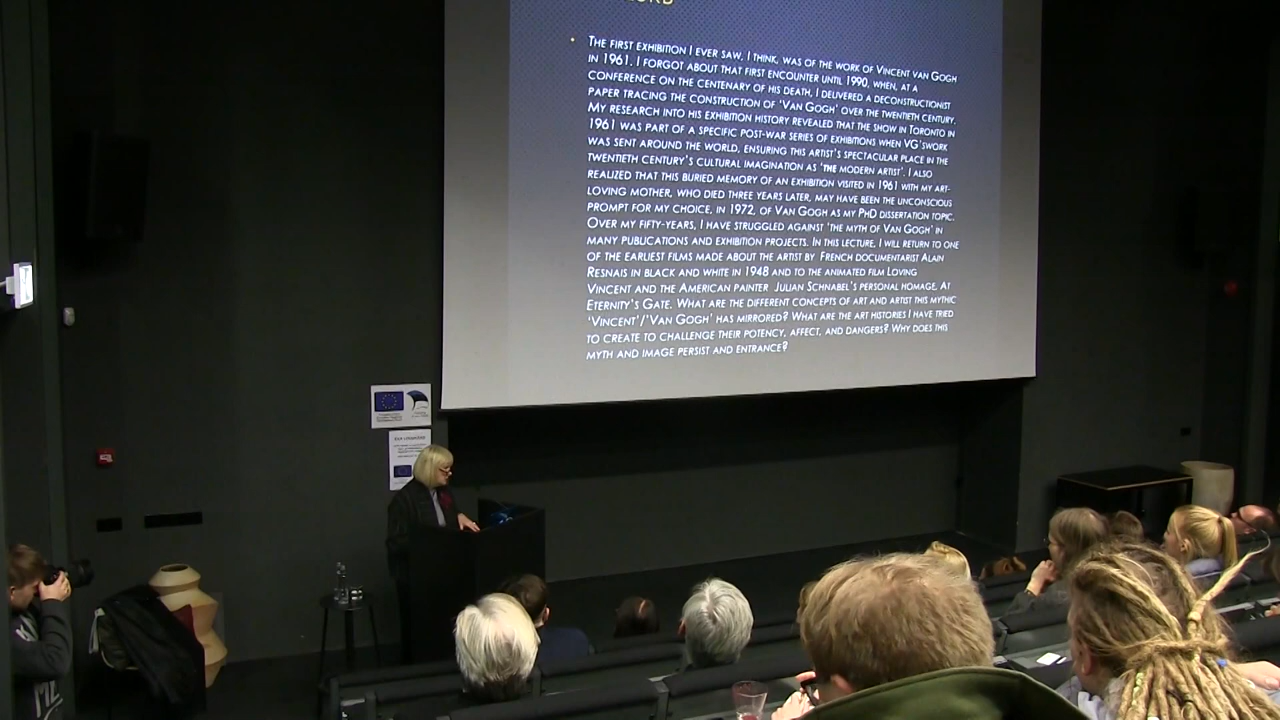 THE FIRST EXHIBITION I EVER SAW, I THINK, WAS OF THE WORK OF VINCENT VAN GOGH
IN 1961. I FORGOT ABOUT THAT FIRST ENCOUNTER UNTIL 1990, WHEN, AT A
CONFERENCE ON THE CENTENARY OF HIS DEATH, I DELIVERED A DECONSTRUCTIONIST
PAPER TRACING THE CONSTRUCTION OF 'VAN GOGH' OVER THE TWENTIETH CENTURY.
MY RESEARCH INTO HIS EXHIBITION HISTORY REVEALED THAT THE SHOW IN TORONTO IN
1961 WAS PART OF A SPECIFIC POST-WAR SERIES OF EXHIBITIONS WHEN VG'SWORK
WAS SENT AROUND THE WORLD, ENSURING THIS ARTIST'S SPECTACULAR PLACE IN THE
TWENTIETH CENTURY'S CULTURAL IMAGINATION AS 'THE MODERN ARTIST'. I ALSO
REALIZED THAT THIS BURIED MEMORY OF AN EXHIBITION VISITED IN 1961 WITH MY ART-
LOVING MOTHER, WHO DIED THREE YEARS LATER, MAY HAVE BEEN THE UNCONSCIOUS
PROMPT FOR MY CHOICE, IN 1972, OF VAN GOGH AS MY PHD DISSERTATION TOPIC.
OVER MY FIFTY-YEARS, I HAVE STRUGGLED AGAINST 'THE MYTH OF VAN GOGH' IN
MANY PUBLICATIONS AND EXHIBITION PROJECTS. IN THIS LECTURE, I WILL RETURN TO ONE
OF THE EARLIEST FILMS MADE ABOUT THE ARTIST BY FRENCH DOCUMENTARIST ALAIN
RESNAIS IN BLACK AND WHITE IN 1948 AND TO THE ANIMATED FILM LOVING
VINCENT AND THE AMERICAN PAINTER JULIAN SCHNABEL'S PERSONAL HOMAGE, AT
ETERNITY'S GATE. WHAT ARE THE DIFFERENT CONCEPTS OF ART AND ARTIST THIS MYTHIC
'VINCENT'/'VAN GOGH' HAS MIRRORED? WHAT ARE THE ART HISTORIES I HAVE TRIED
TO CREATE TO CHALLENGE THEIR POTENCY, AFFECT, AND DANGERS? WHY DOES THIS
MYTH AND IMAGE PERSIST AND ENTRANCE?